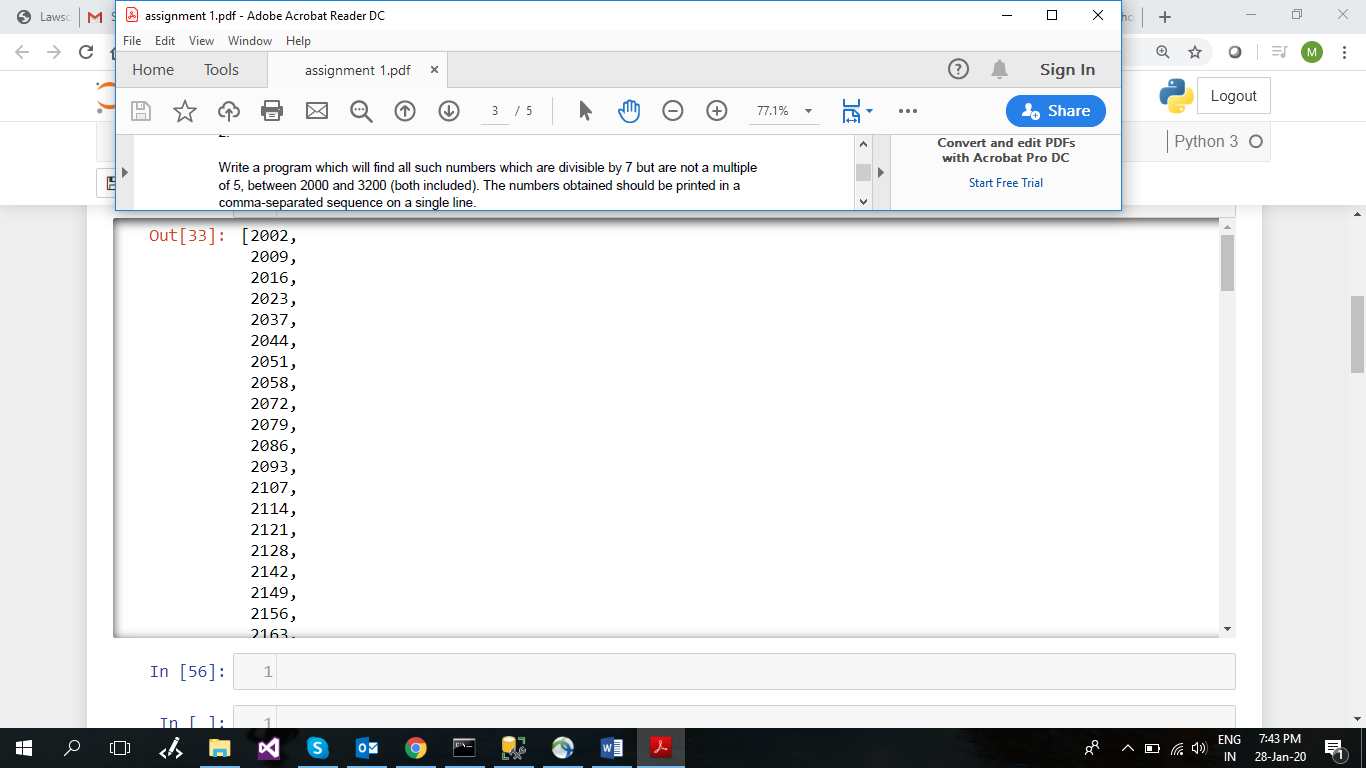 Lawsc
assignment 1.pdf - Adobe Acrobat Reader DC
File Edit View Window Help
Home Tools assignment 1.pdf × Sign In
3 / 5 77.1% Share
M
Logout
Python 3
Write a program which will find all such numbers which are divisible by 7 but are not a multiple
of 5, between 2000 and 3200 (both included). The numbers obtained should be printed in a
comma-separated sequence on a single line.
Convert and edit PDFs
with Acrobat Pro DC
Start Free Trial
Out[33]: [2002,
2009,
2016,
2023,
2037,
2044,
2051,
2058,
2072,
2079,
2086,
2093,
2107,
2114,
2121,
2128,
2142,
2149,
2156,
2163,
In [56]: 1
In [ ]: 1
ENG
IN
7:43 PM
28-Jan-20
1